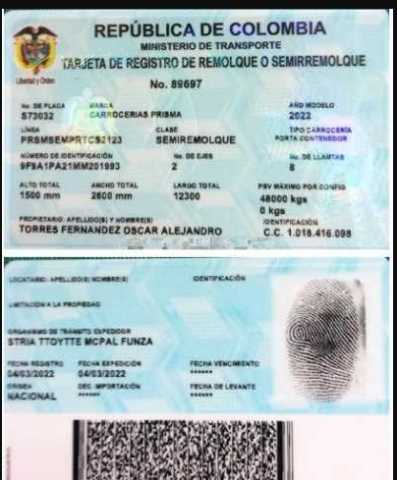 REPÚBLICA DE COLOMBIA
MINISTERIO DE TRANSPORTE
TARJETA DE REGISTRO DE REMOLQUE O SEMIRREMOLQUE
Libertad y Orden
No. 89697
No. DE PLACA MARCA AÑO MODELO
S73032 CARROCERIAS PRISMA 2022
LÍNEA CLASE TIPO CARROCERÍA
PRSMSEMPRTCS2123 SEMIREMOLQUE PORTA CONTENEDOR
NÚMERO DE IDENTIFICACIÓN No. DE EJES No. DE LLANTAS
9F9A1PA21MM201993 2 8
ALTO TOTAL ANCHO TOTAL LARGO TOTAL PBV MÁXIMO POR CONFIG
1500 mm 2600 mm 12300 48000 kgs
0 kgs
PROPIETARIO: APELLIDO(S) Y NOMBRE(S) IDENTIFICACIÓN
TORRES FERNANDEZ OSCAR ALEJANDRO C.C. 1.018.416.098
LOCATARIO: APELLIDO(S) NOMBRE(S) IDENTIFICACIÓN
LIMITACIÓN A LA PROPIEDAD
ORGANISMO DE TRÁNSITO EXPEDIDOR
STRIA TTOYTTE MCPAL FUNZA
FECHA REGISTRO FECHA EXPEDICIÓN FECHA VENCIMIENTO
04/03/2022 04/03/2022 ******
ORIGEN DEC. IMPORTACIÓN FECHA DE LEVANTE
NACIONAL ****** ******